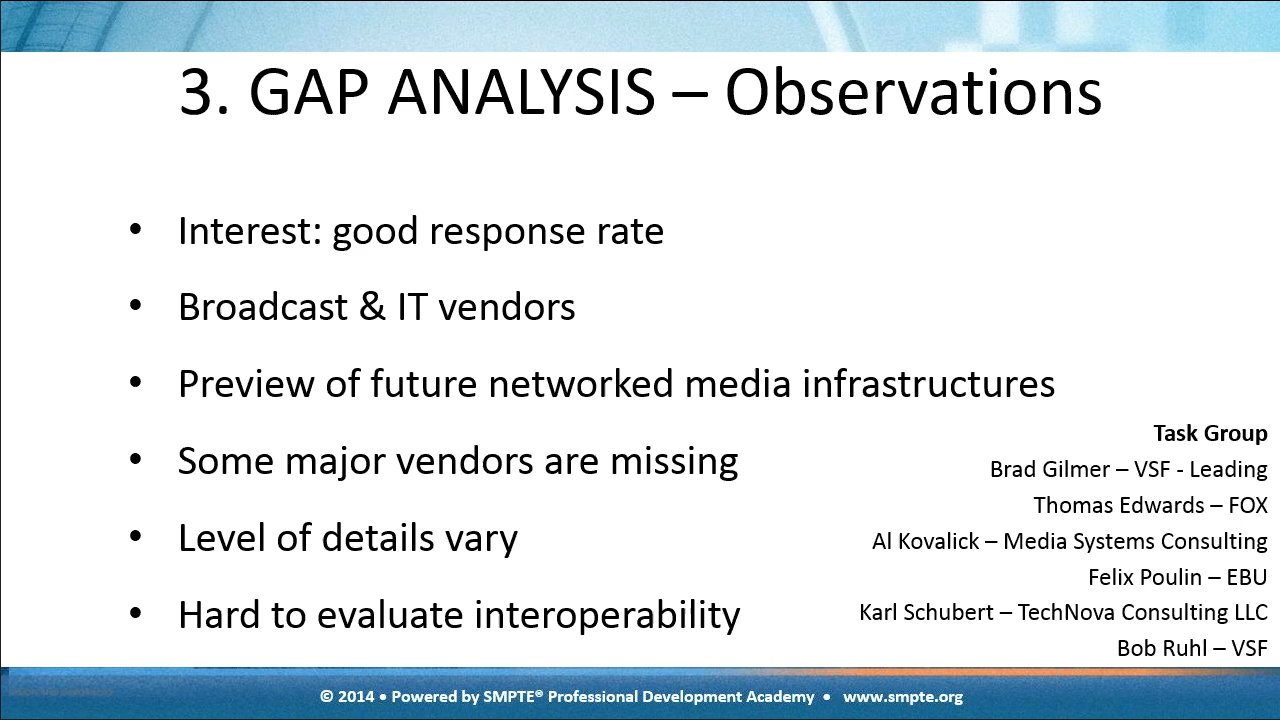 3. GAP ANALYSIS – Observations
• Interest: good response rate
• Broadcast & IT vendors
• Preview of future networked media infrastructures
• Some major vendors are missing
• Level of details vary
• Hard to evaluate interoperability
Task Group
Brad Gilmer – VSF - Leading
Thomas Edwards – FOX
Al Kovalick – Media Systems Consulting
Felix Poulin – EBU
Karl Schubert – TechNova Consulting LLC
Bob Ruhl – VSF
© 2014 • Powered by SMPTE® Professional Development Academy • www.smpte.org